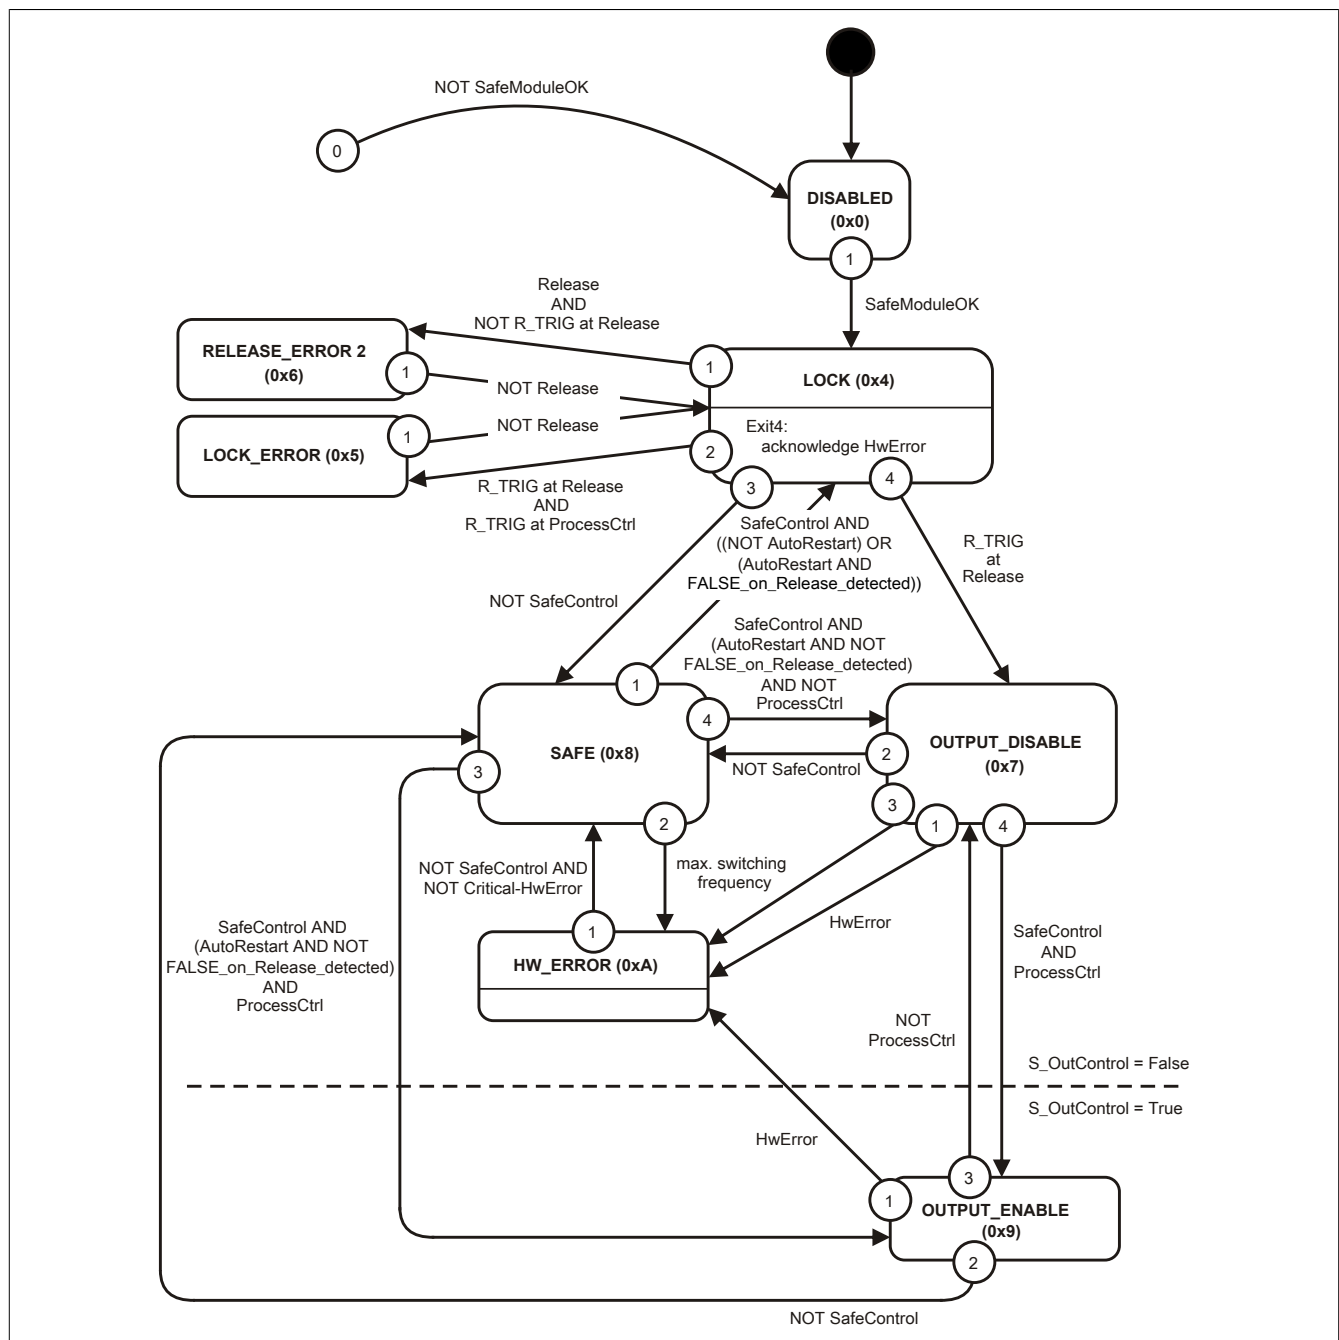 NOT SafeModuleOK
0
DISABLED
(0x0)
1
SafeModuleOK
Release
AND
NOT R_TRIG at Release
RELEASE_ERROR 2
(0x6)
1
NOT Release
1
LOCK (0x4)
LOCK_ERROR (0x5)
1
NOT Release
2
Exit4:
acknowledge HwError
3
4
R_TRIG at Release
AND
R_TRIG at ProcessCtrl
SafeControl AND
((NOT AutoRestart) OR
(AutoRestart AND
FALSE_on_Release_detected))
R_TRIG
at
Release
NOT SafeControl
SafeControl AND
(AutoRestart AND NOT
FALSE_on_Release_detected)
AND NOT
ProcessCtrl
1
4
SAFE (0x8)
3
2
NOT SafeControl
OUTPUT_DISABLE
(0x7)
2
3
1
4
NOT SafeControl AND
NOT Critical-HwError
max. switching
frequency
HwError
1
HW_ERROR (0xA)
SafeControl AND
(AutoRestart AND NOT
FALSE_on_Release_detected)
AND
ProcessCtrl
SafeControl
AND
ProcessCtrl
NOT
ProcessCtrl
S_OutControl = False
S_OutControl = True
HwError
3
1
OUTPUT_ENABLE
(0x9)
2
NOT SafeControl